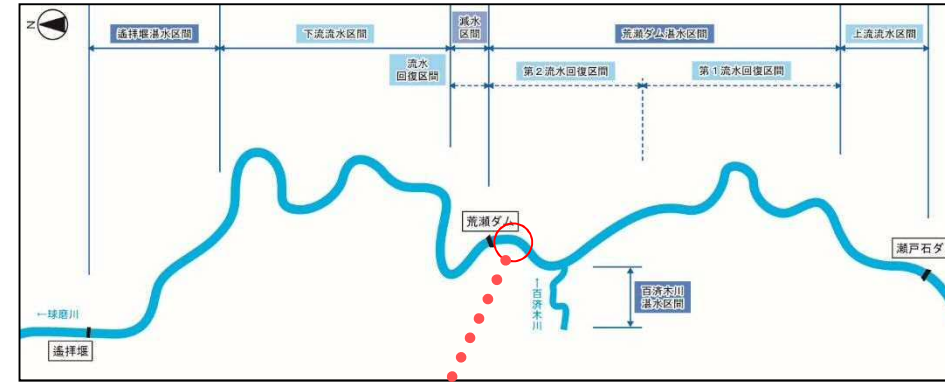 N
遙拝堰湛水区間
下流流水区間
減水
区間
荒瀬ダム湛水区間
上流流水区間
流水
回復区間
第2流水回復区間
第1流水回復区間
荒瀬ダム
瀬戸石ダ
←百済木川
百済木川
湛水区間
←球磨川
遙拝堰